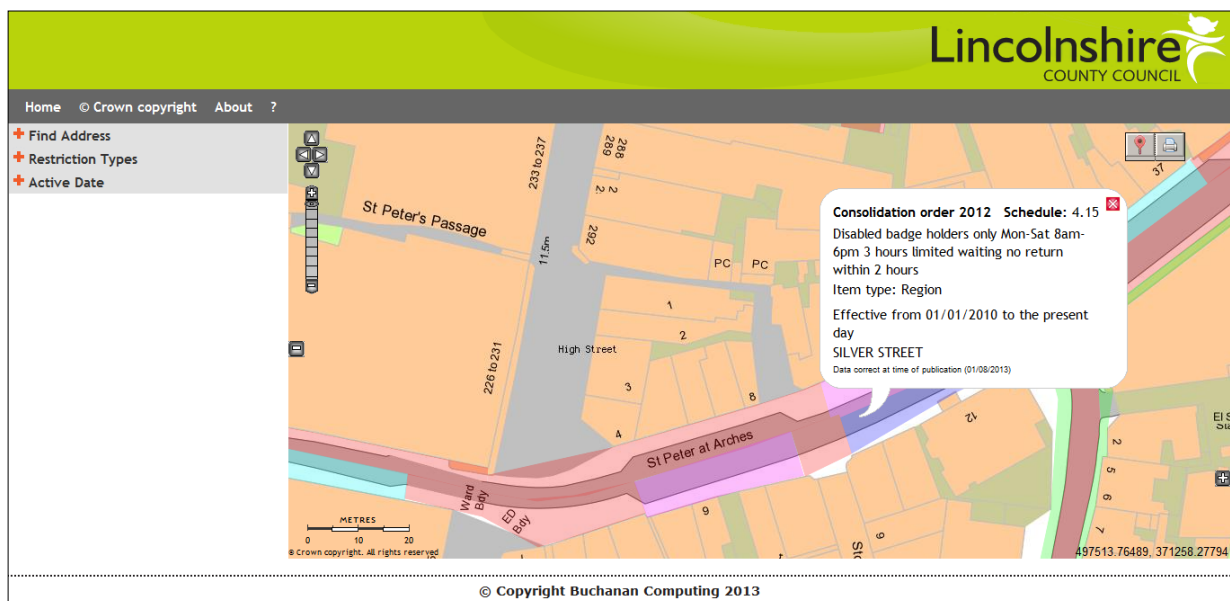 Lincolnshire
COUNTY COUNCIL
Home © Crown copyright About ?
Find Address
Restriction Types
Active Date
St Peter's Passage
233 to 237
288
289
2
2
292
11.5m
PC PC
37
Consolidation order 2012 Schedule: 4.15
Disabled badge holders only Mon-Sat 8am-
6pm 3 hours limited waiting no return
within 2 hours
Item type: Region
Effective from 01/01/2010 to the present
day
SILVER STREET
Data correct at time of publication (01/08/2013)
1
2
High Street
226 to 231
3
8
4
St Peter at Arches
12
El S
2
5
6
7
Ward
Bdy
ED
Bdy
6
9
4
METRES
0 10 20
© Crown copyright. All rights reserved
497513.76489, 371258.27794
© Copyright Buchanan Computing 2013